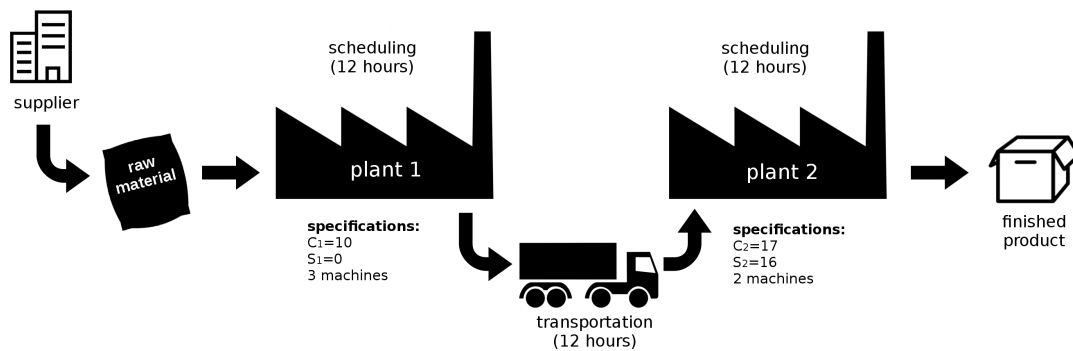 supplier
raw
material
scheduling
(12 hours)
plant 1
specifications:
C₁=10
S₁=0
3 machines
transportation
(12 hours)
scheduling
(12 hours)
plant 2
specifications:
C₂=17
S₂=16
2 machines
finished
product